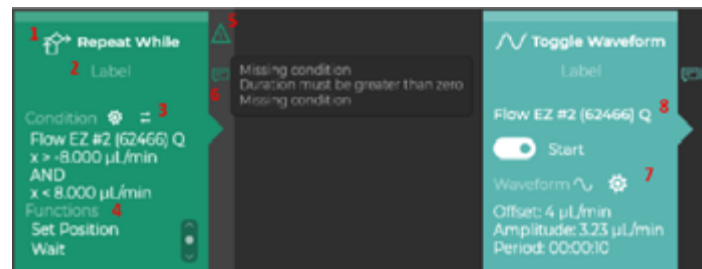 1 Repeat While
2 Label
Condition 3
Flow EZ #2 (62466) Q
x > -8.000 µL/min
AND
x < 8.000 µL/min
Functions 4
Set Position
Wait
5
6
Missing condition
Duration must be greater than zero
Missing condition
Toggle Waveform
Label
Flow EZ #2 (62466) Q 8
Start
Waveform 7
Offset: 4 µL/min
Amplitude: 3.23 µL/min
Period: 00:00:10